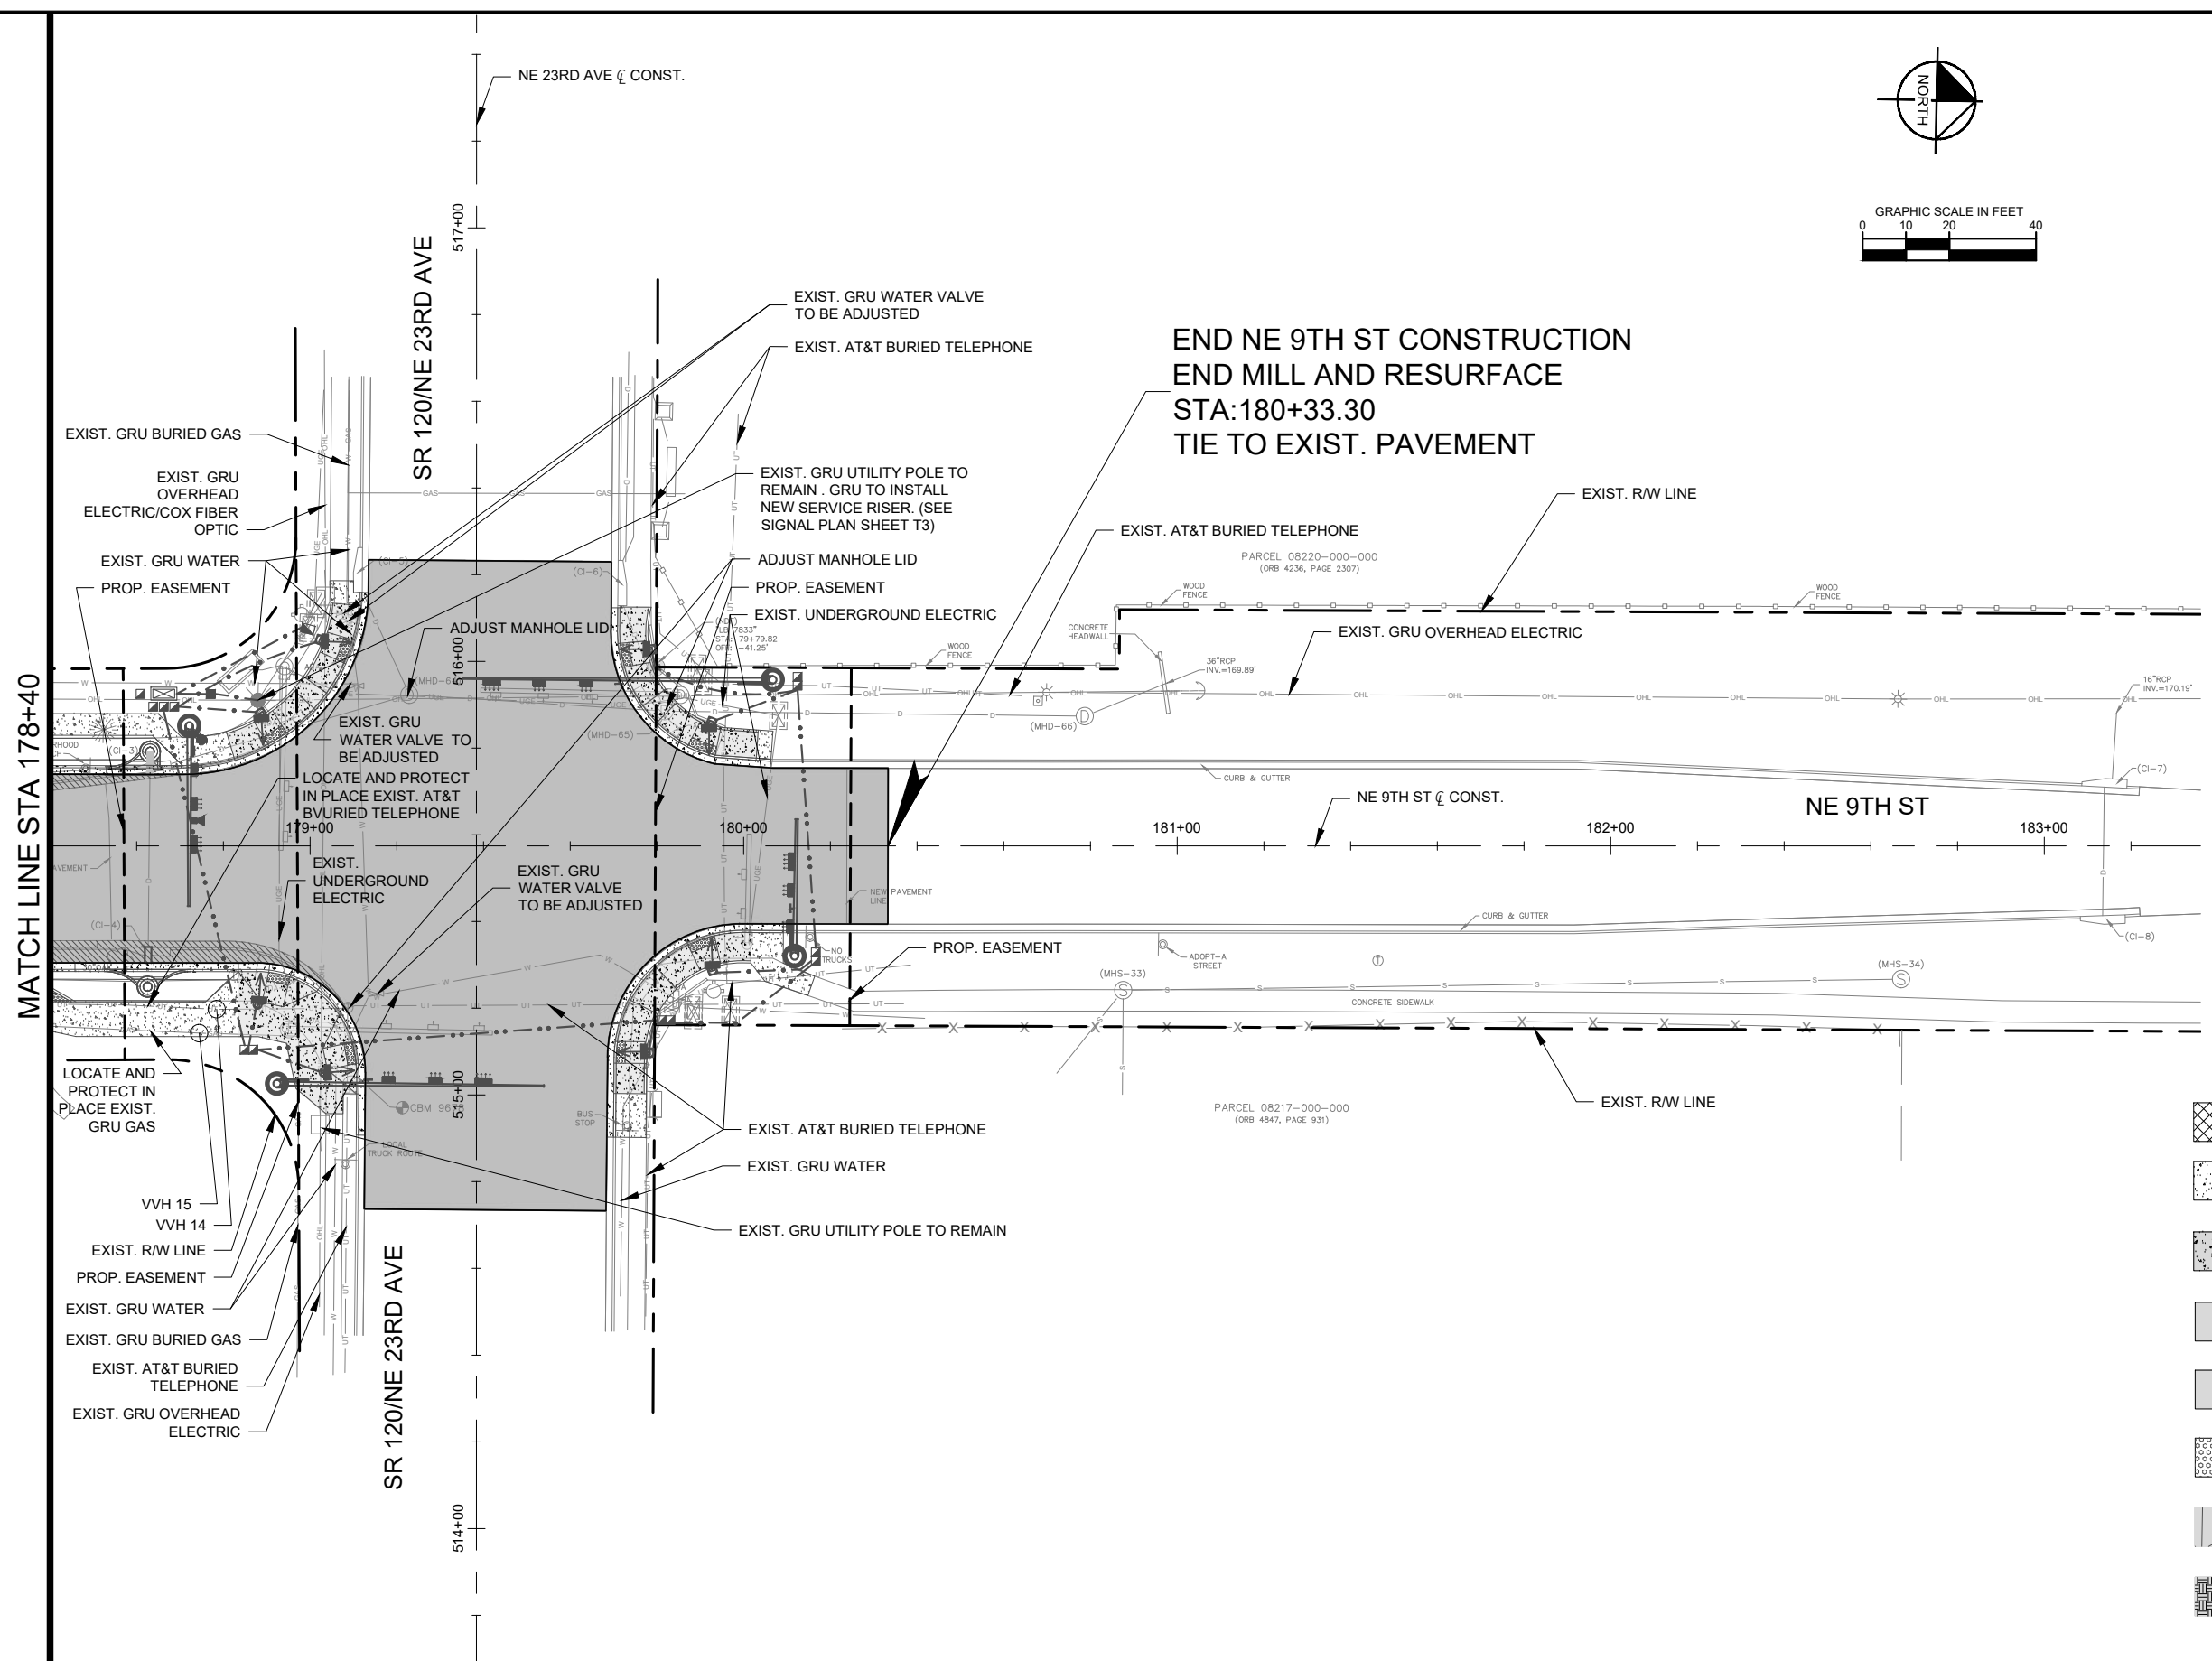 NE 23RD AVE ℄ CONST.
NORTH
GRAPHIC SCALE IN FEET
0 10 20 40
517+00
SR 120/NE 23RD AVE
EXIST. GRU WATER VALVE
TO BE ADJUSTED
EXIST. AT&T BURIED TELEPHONE
END NE 9TH ST CONSTRUCTION
END MILL AND RESURFACE
STA:180+33.30
TIE TO EXIST. PAVEMENT
EXIST. GRU BURIED GAS
EXIST. GRU
OVERHEAD
ELECTRIC/COX FIBER
OPTIC
EXIST. GRU WATER
PROP. EASEMENT
EXIST. GRU UTILITY POLE TO
REMAIN . GRU TO INSTALL
NEW SERVICE RISER. (SEE
SIGNAL PLAN SHEET T3)
ADJUST MANHOLE LID
PROP. EASEMENT
EXIST. UNDERGROUND ELECTRIC
EXIST. R/W LINE
EXIST. AT&T BURIED TELEPHONE
PARCEL 08220-000-000
(ORB 4236, PAGE 2307)
WOOD
FENCE
WOOD
FENCE
WOOD
FENCE
CONCRETE
HEADWALL
EXIST. GRU OVERHEAD ELECTRIC
36"RCP
INV.=169.89'
16"RCP
INV.=170.19'
(CI-5)
(CI-6)
ADJUST MANHOLE LID
516+00
(MHD-65)
(MHD-66)
MATCH LINE STA 178+40
(CI-3)
EXIST. GRU
WATER VALVE TO
BE ADJUSTED
LOCATE AND PROTECT
IN PLACE EXIST. AT&T
BVURIED TELEPHONE
CURB & GUTTER
(CI-7)
NE 9TH ST ℄ CONST.
NE 9TH ST
179+00
180+00
181+00
182+00
183+00
EXIST.
UNDERGROUND
ELECTRIC
EXIST. GRU
WATER VALVE
TO BE ADJUSTED
NEW PAVEMENT
LINE
(CI-4)
CURB & GUTTER
(CI-8)
NO
TRUCKS
PROP. EASEMENT
ADOPT-A
STREET
(MHS-33)
(MHS-34)
CONCRETE SIDEWALK
LOCATE AND
PROTECT IN
PLACE EXIST.
GRU GAS
515+00
BUS
STOP
LOCAL
TRUCK ROUTE
PARCEL 08217-000-000
(ORB 4847, PAGE 931)
EXIST. R/W LINE
EXIST. AT&T BURIED TELEPHONE
EXIST. GRU WATER
EXIST. GRU UTILITY POLE TO REMAIN
VVH 15
VVH 14
EXIST. R/W LINE
PROP. EASEMENT
EXIST. GRU WATER
EXIST. GRU BURIED GAS
EXIST. AT&T BURIED
TELEPHONE
EXIST. GRU OVERHEAD
ELECTRIC
SR 120/NE 23RD AVE
514+00